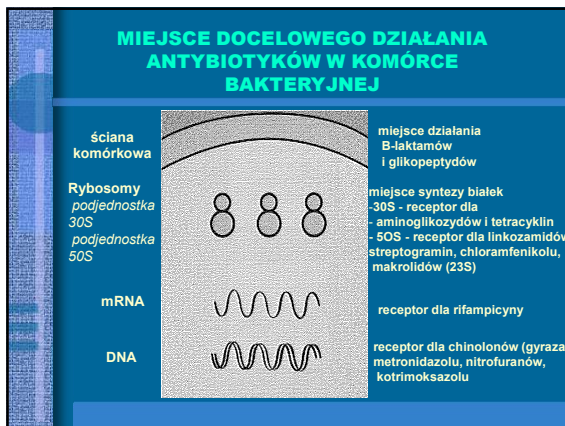 MIEJSCE DOCELOWEGO DZIAŁANIA
ANTYBIOTYKÓW W KOMÓRCE
BAKTERYJNEJ
ściana
komórkowa
miejsce działania
B-laktamów
i glikopeptydów
Rybosomy
podjednostka
30S
podjednostka
50S
miejsce syntezy białek
-30S - receptor dla
- aminoglikozydów i tetracyklin
- 5OS - receptor dla linkozamidów
streptogramin, chloramfenikolu,
makrolidów (23S)
mRNA
receptor dla rifampicyny
DNA
receptor dla chinolonów (gyraza
metronidazolu, nitrofuranów,
kotrimoksazolu